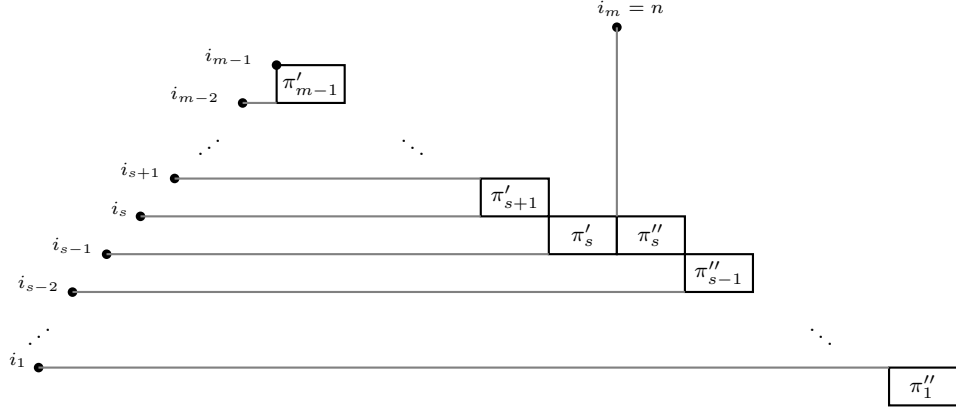 i_m = n
i_{m−1}
π′_{m−1}
i_{m−2}
⋰ ⋱
i_{s+1}
π′_{s+1}
i_s
π′_s π″_s
i_{s−1}
π″_{s−1}
i_{s−2}
⋰ ⋱
i_1
π″_1